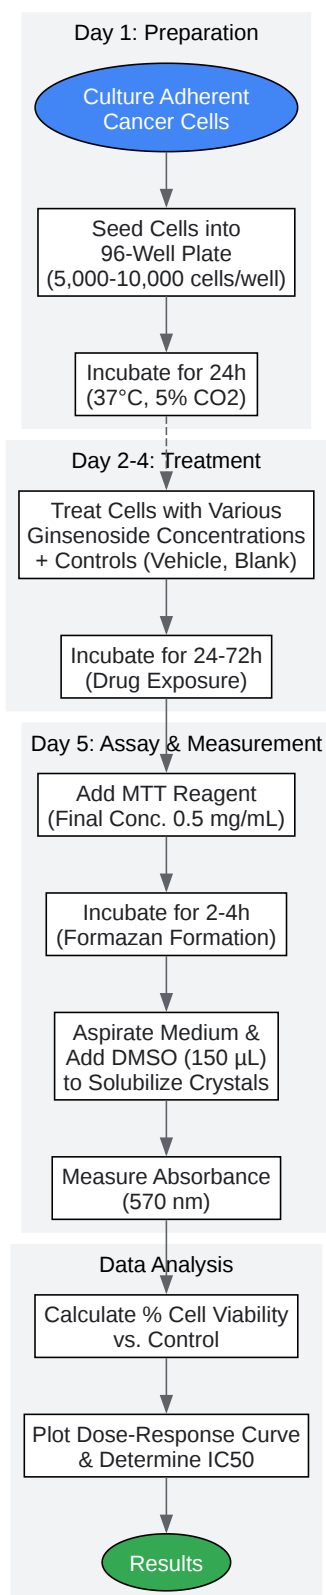 Day 1: Preparation
Culture Adherent
Cancer Cells
Seed Cells into
96-Well Plate
(5,000-10,000 cells/well)
Incubate for 24h
(37°C, 5% CO2)
Day 2-4: Treatment
Treat Cells with Various
Ginsenoside Concentrations
+ Controls (Vehicle, Blank)
Incubate for 24-72h
(Drug Exposure)
Day 5: Assay & Measurement
Add MTT Reagent
(Final Conc. 0.5 mg/mL)
Incubate for 2-4h
(Formazan Formation)
Aspirate Medium &
Add DMSO (150 µL)
to Solubilize Crystals
Measure Absorbance
(570 nm)
Data Analysis
Calculate % Cell Viability
vs. Control
Plot Dose-Response Curve
& Determine IC50
Results